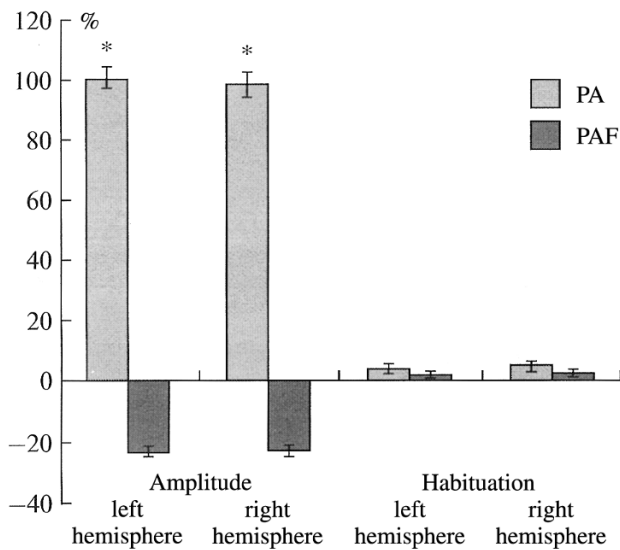 %
120
100
80
60
40
20
0
−20
−40
*
*
PA
PAF
Amplitude
Habituation
left hemisphere
right hemisphere
left hemisphere
right hemisphere